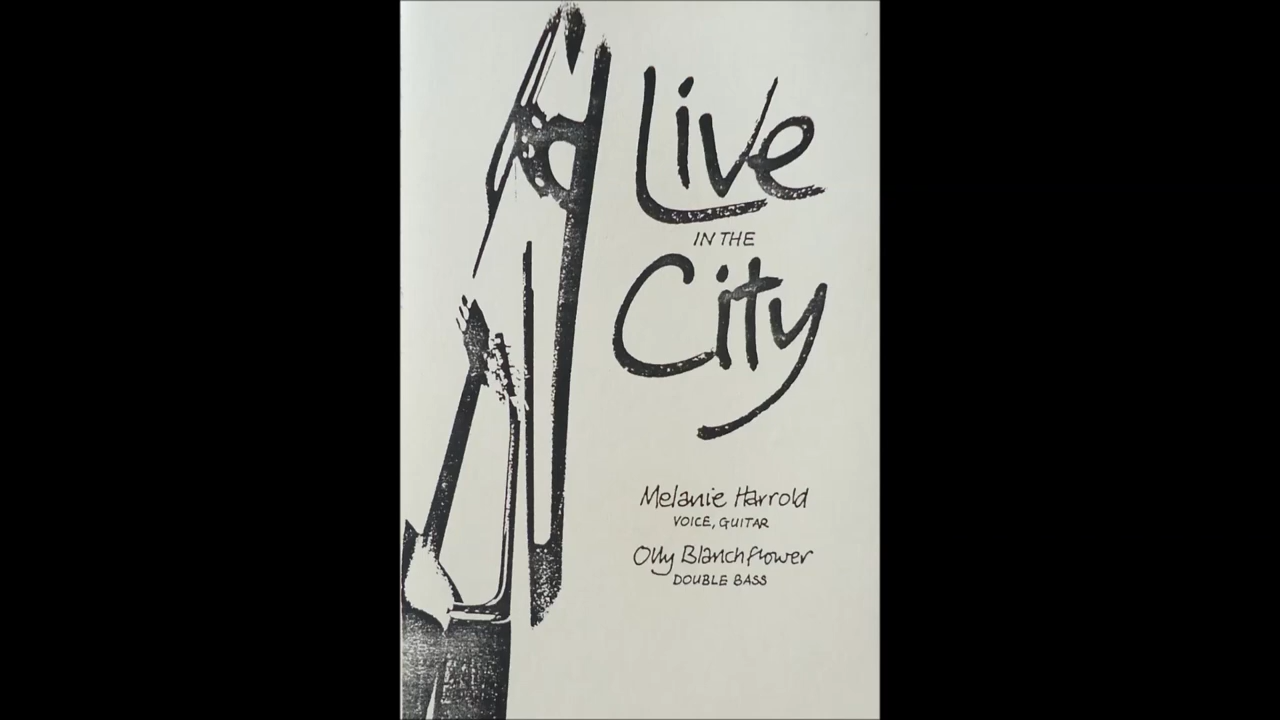 Live
IN THE
City
Melanie Harrold
VOICE, GUITAR
Olly Blanchflower
DOUBLE BASS